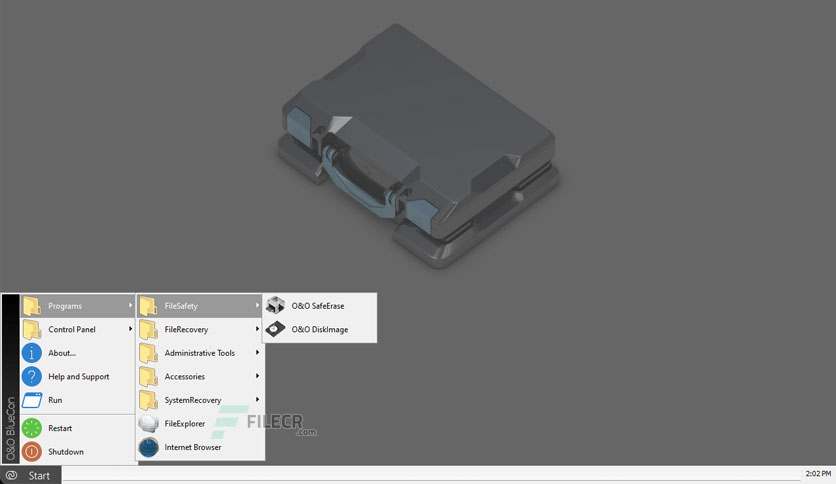 Programs
Control Panel
About...
Help and Support
Run
Restart
Shutdown
O&O BlueCon
FileSafety
FileRecovery
Administrative Tools
Accessories
SystemRecovery
FileExplorer
Internet Browser
O&O SafeErase
O&O DiskImage
FILECR
.com
Start
2:02 PM